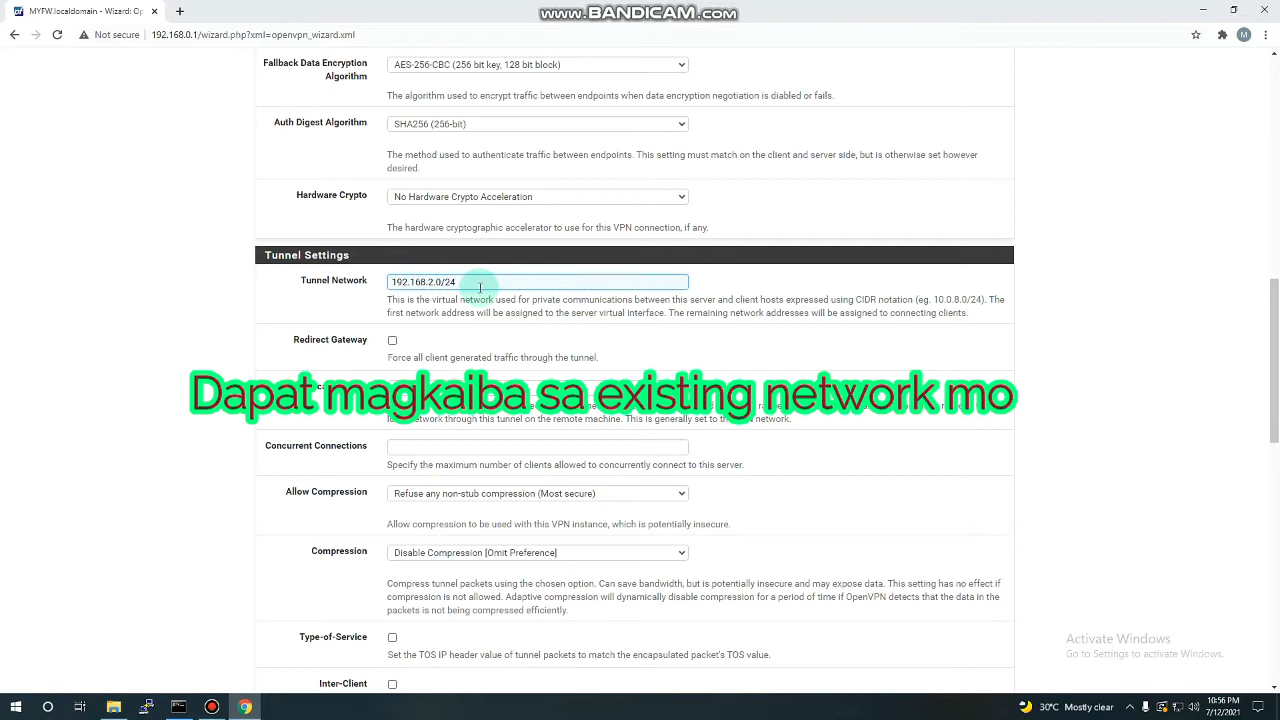 MYFW.localdomain - Wizard: Op
www.BANDICAM.com
Not secure
192.168.0.1/wizard.php?xml=openvpn_wizard.xml
M
Fallback Data Encryption Algorithm
AES-256-CBC (256 bit key, 128 bit block)
The algorithm used to encrypt traffic between endpoints when data encryption negotiation is diabled or fails.
Auth Digest Algorithm
SHA256 (256-bit)
The method used to authenticate traffic between endpoints. This setting must match on the client and server side, but is otherwise set however
desired.
Hardware Crypto
No Hardware Crypto Acceleration
The hardware cryptographic accelerator to use for this VPN connection, if any.
Tunnel Settings
Tunnel Network
192.168.2.0/24
This is the virtual network used for private communications between this server and client hosts expressed using CIDR notation (eg. 10.0.8.0/24). The
first network address will be assigned to the server virtual interface. The remaining network addresses will be assigned to connecting clients.
Redirect Gateway
Force all client generated traffic through the tunnel.
Dapat magkaiba sa existing network mo
network through this tunnel on the remote machine. This is generally set to network.
Concurrent Connections
Specify the maximum number of clients allowed to concurrently connect to this server.
Allow Compression
Refuse any non-stub compression (Most secure)
Allow compression to be used with this VPN instance, which is potentially insecure.
Compression
Disable Compression [Omit Preference]
Compress tunnel packets using the chosen option. Can save bandwidth, but is potentially insecure and may expose data. This setting has no effect if
compression is not allowed. Adaptive compression will dynamically disable compression for a period of time if OpenVPN detects that the data in the
packets is not being compressed efficiently.
Type-of-Service
Set the TOS IP header value of tunnel packets to match the encapsulated packet's TOS value.
Inter-Client
Activate Windows
Go to Settings to activate Windows.
30°C Mostly clear
10:56 PM
7/12/2021